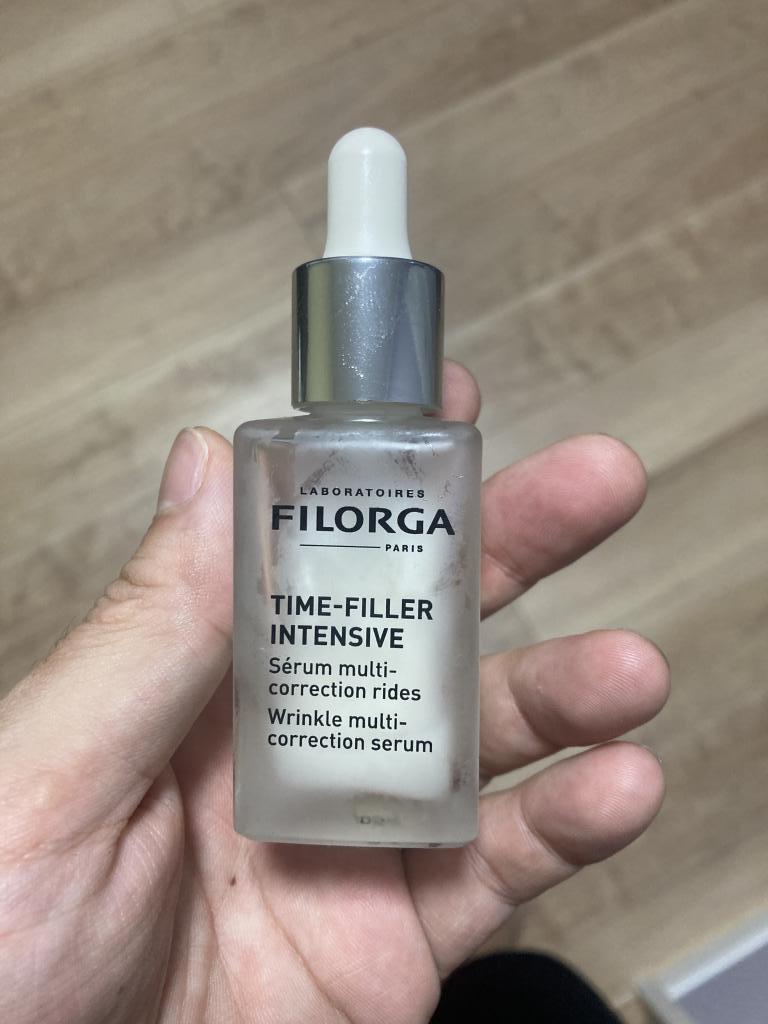 LABORATOIRES
FILORGA
PARIS
TIME-FILLER
INTENSIVE
Sérum multi-
correction rides
Wrinkle multi-
correction serum